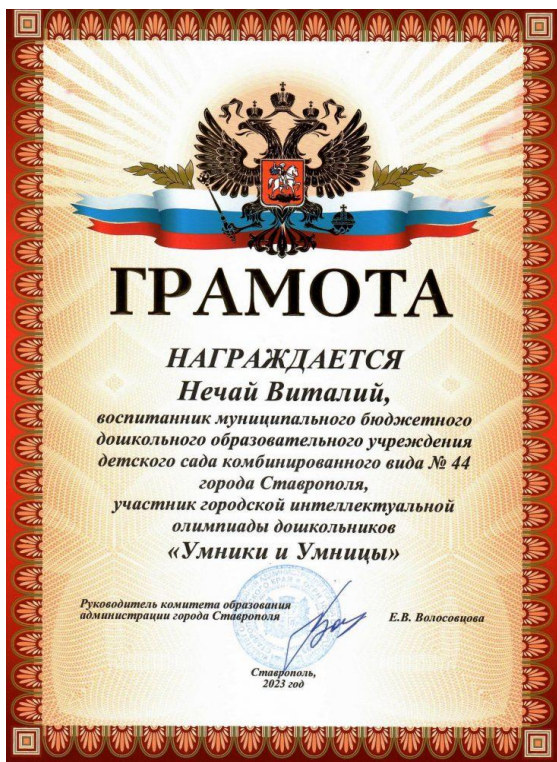 ГРАМОТА
НАГРАЖДАЕТСЯ
Нечай Виталий,
воспитанник муниципального бюджетного
дошкольного образовательного учреждения
детского сада комбинированного вида № 44
города Ставрополя,
участник городской интеллектуальной
олимпиады дошкольников
«Умники и Умницы»
Руководитель комитета образования
администрации города Ставрополя
Е.В. Волосовцова
Ставрополь,
2023 год